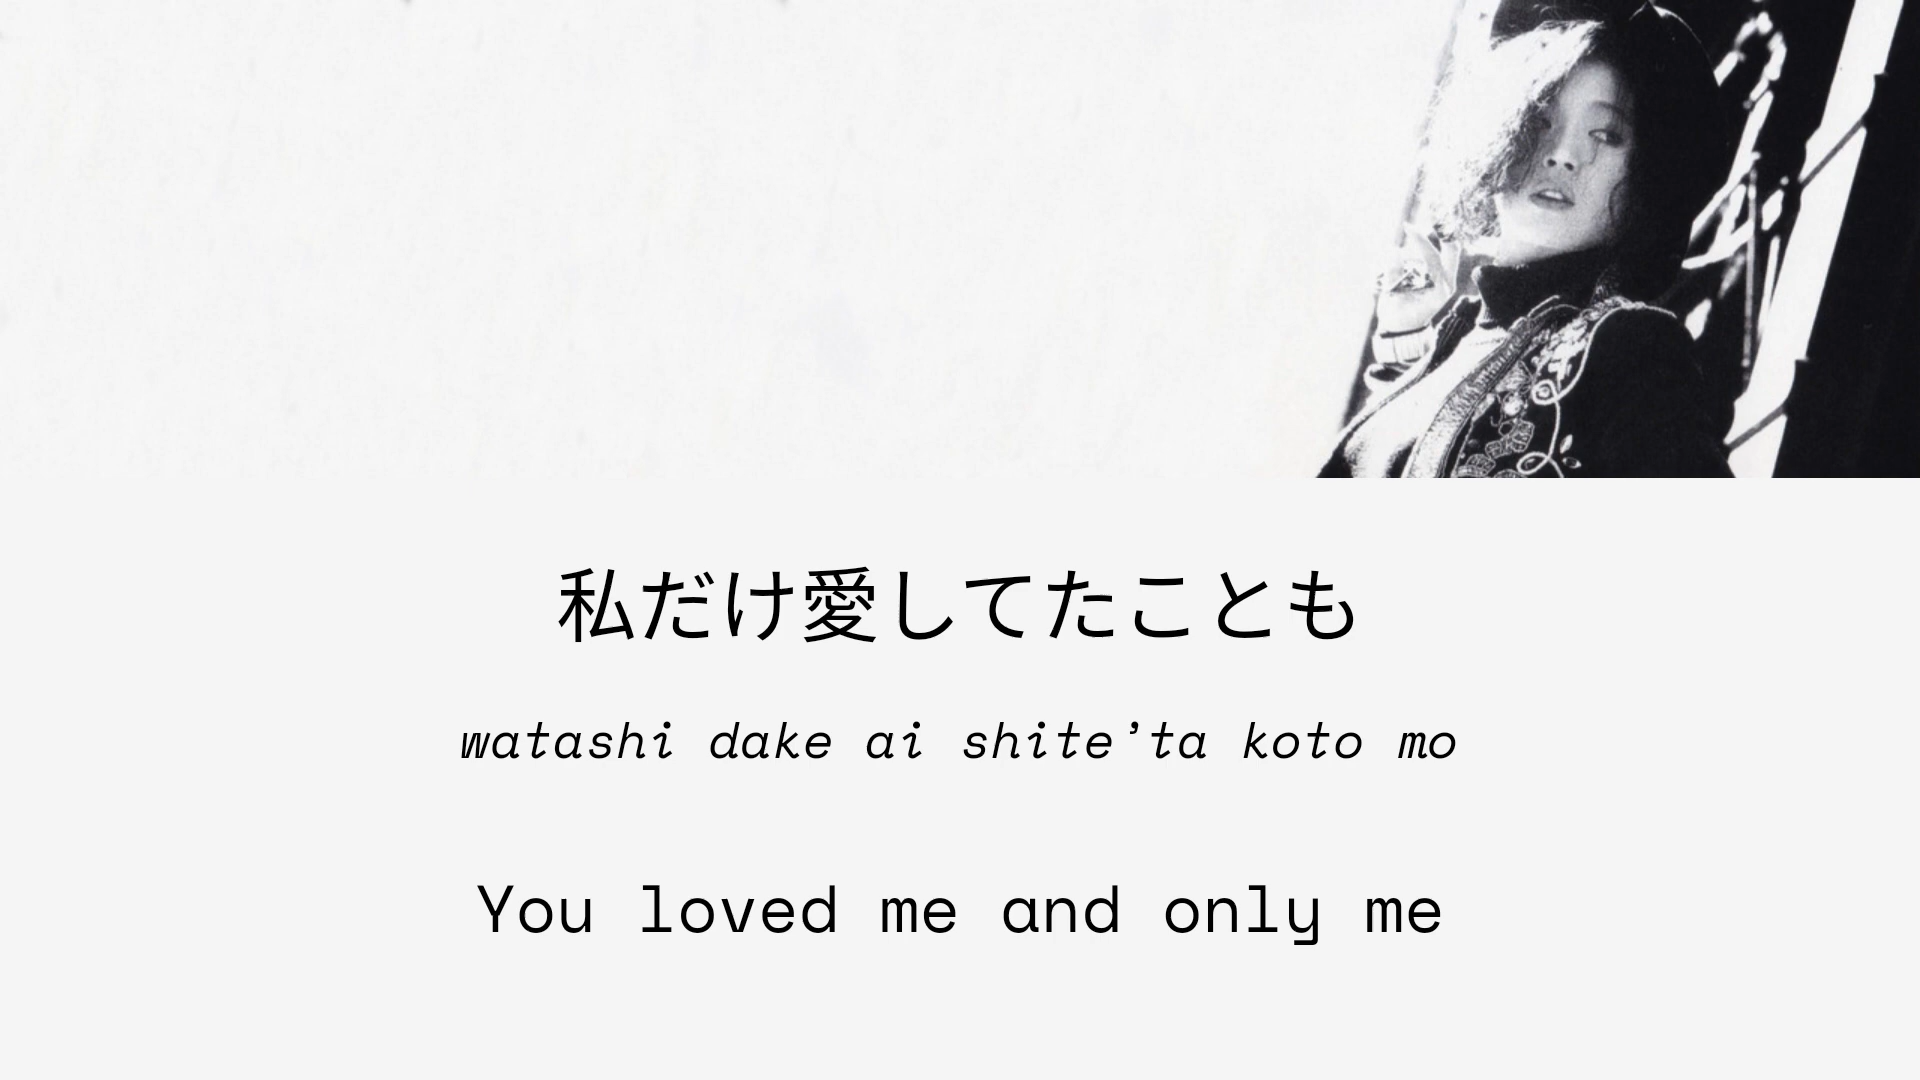 私だけ愛してたことも
watashi dake ai shite’ta koto mo
You loved me and only me